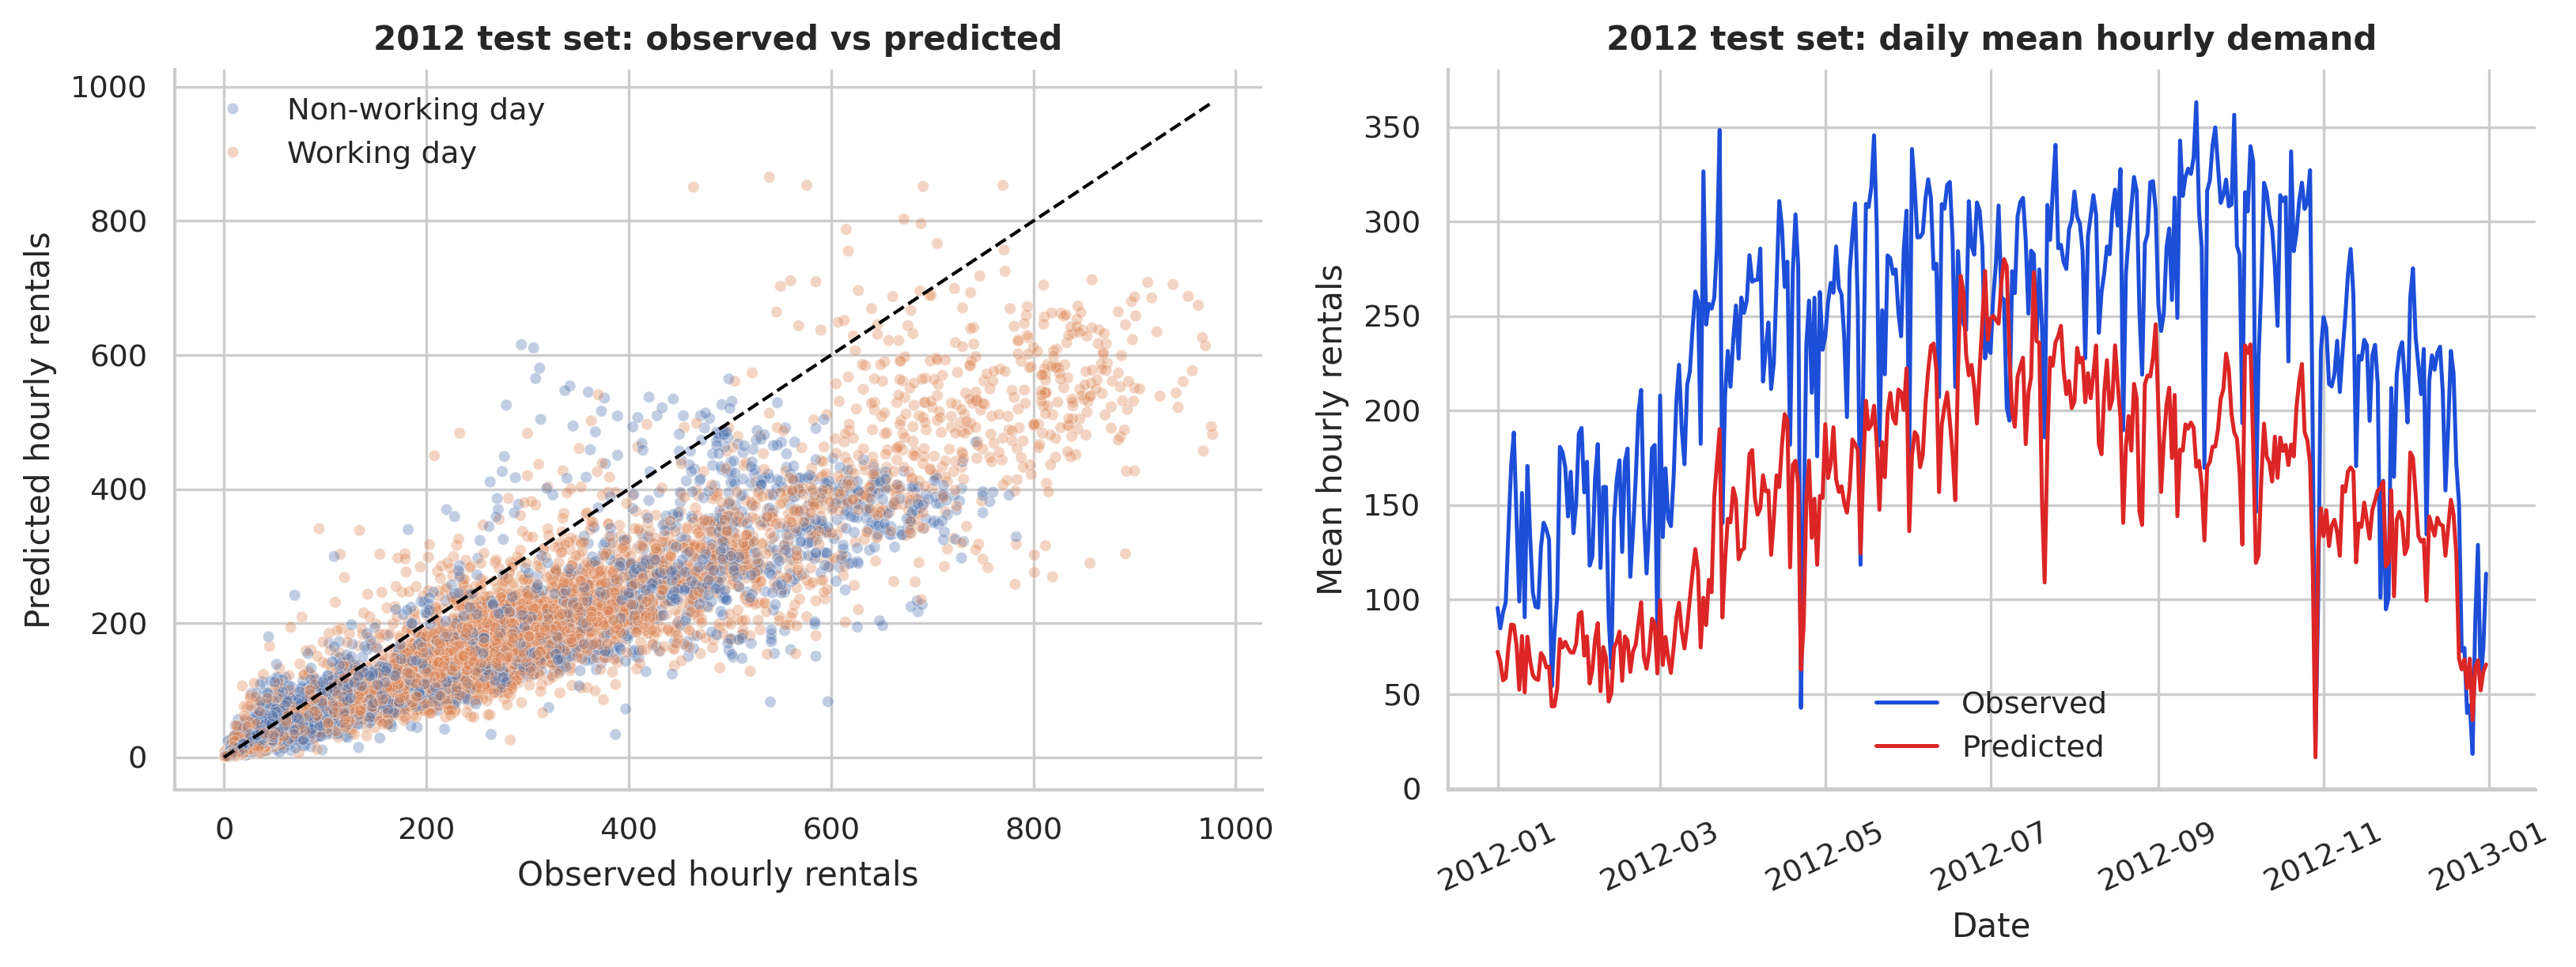 2012 test set: observed vs predicted
Non-working day
Working day
1000
800
600
400
200
0
0
200
400
600
800
1000
Predicted hourly rentals
Observed hourly rentals
2012 test set: daily mean hourly demand
350
300
250
200
150
100
50
0
Mean hourly rentals
Observed
Predicted
2012-01
2012-03
2012-05
2012-07
2012-09
2012-11
2013-01
Date